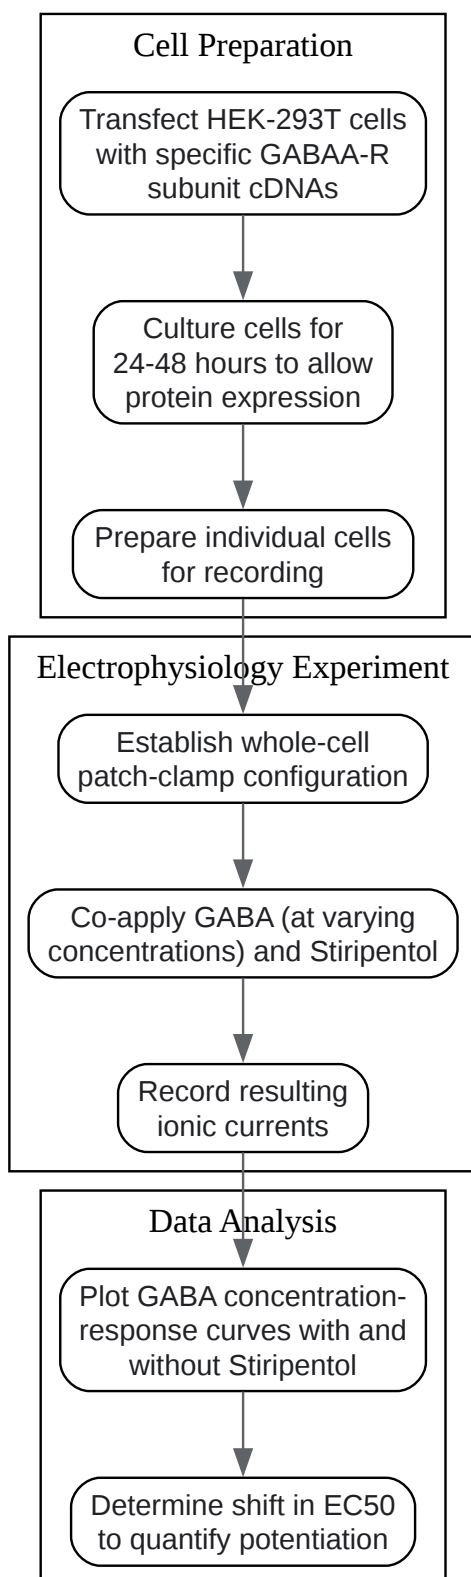 Cell Preparation
Transfect HEK-293T cells
with specific GABAA-R
subunit cDNAs
Culture cells for
24-48 hours to allow
protein expression
Prepare individual cells
for recording
Electrophysiology Experiment
Establish whole-cell
patch-clamp configuration
Co-apply GABA (at varying
concentrations) and Stiripentol
Record resulting
ionic currents
Data Analysis
Plot GABA concentration-
response curves with and
without Stiripentol
Determine shift in EC50
to quantify potentiation